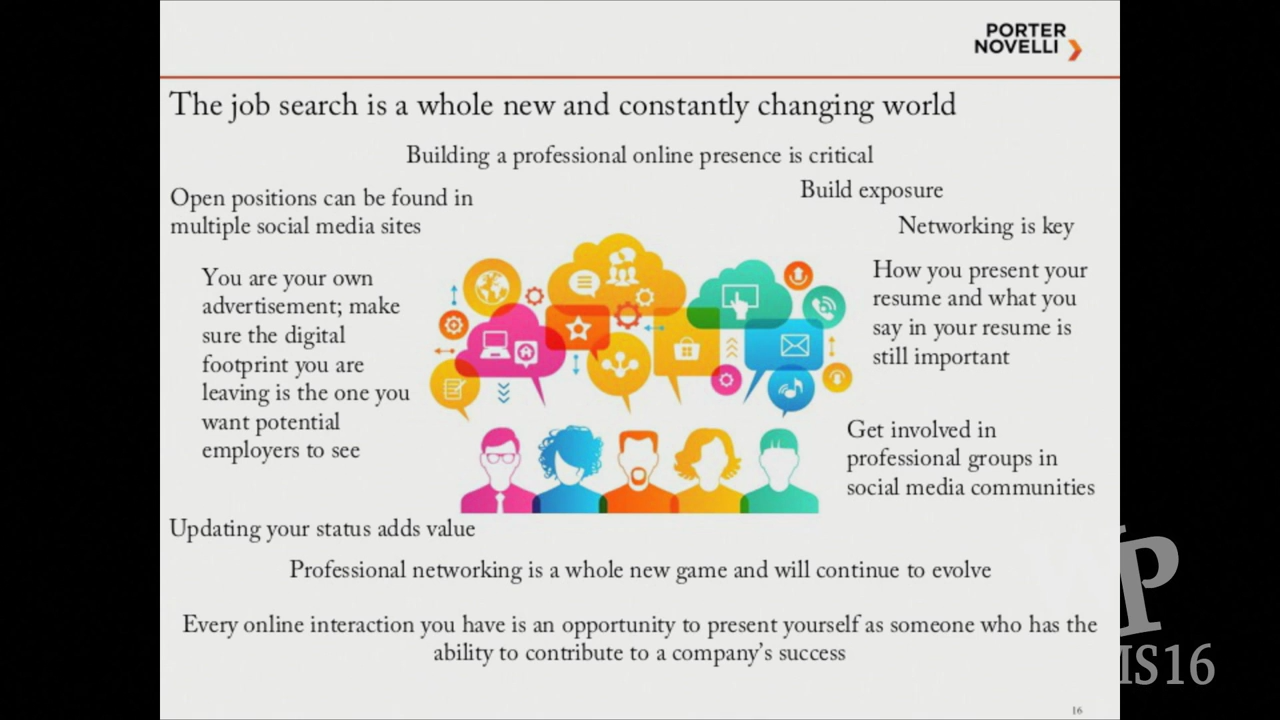 PORTER
NOVELLI
The job search is a whole new and constantly changing world
Building a professional online presence is critical
Open positions can be found in
multiple social media sites
Build exposure
Networking is key
You are your own
advertisement; make
sure the digital
footprint you are
leaving is the one you
want potential
employers to see
How you present your
resume and what you
say in your resume is
still important
Get involved in
professional groups in
social media communities
Updating your status adds value
Professional networking is a whole new game and will continue to evolve
Every online interaction you have is an opportunity to present yourself as someone who has the
ability to contribute to a company's success
16
P
IS16